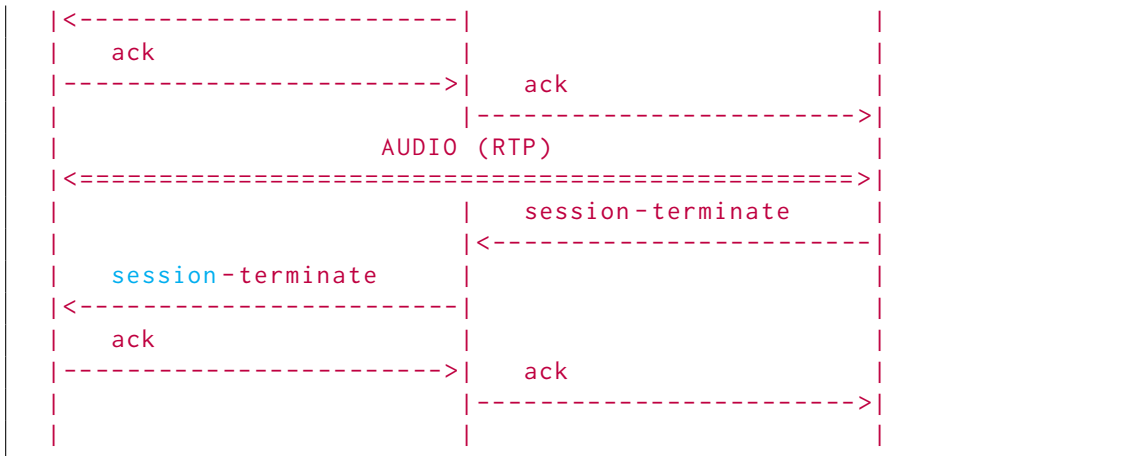 |<------------------------|                          |
|   ack                   |                          |
|------------------------>|   ack                    |
|                         |------------------------>|
|                    AUDIO (RTP)                     |
|<=================================================>|
|                         |   session-terminate      |
|                         |<------------------------|
|   session-terminate     |                          |
|<------------------------|                          |
|   ack                   |                          |
|------------------------>|   ack                    |
|                         |------------------------>|
|                         |                          |